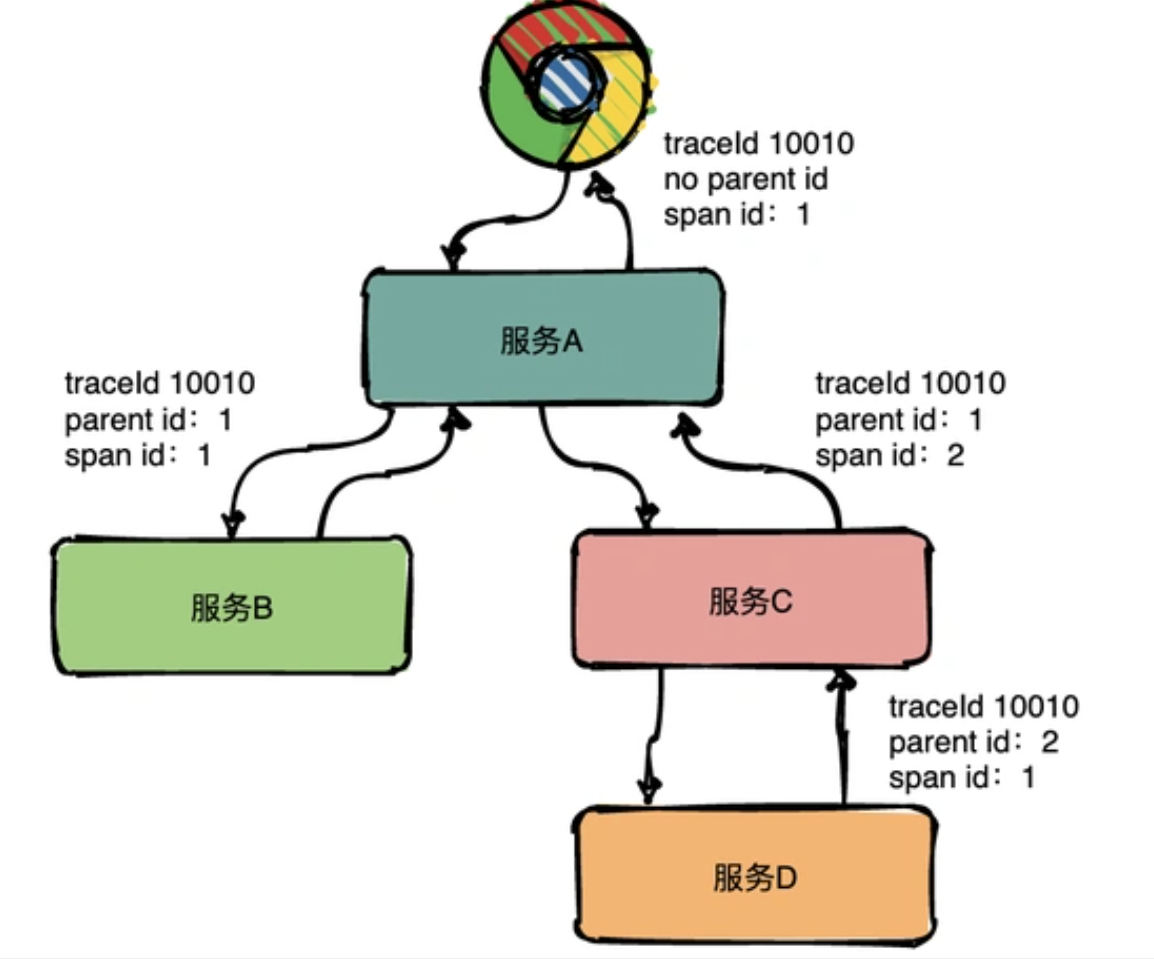 traceId 10010
no parent id
span id：1
服务A
traceId 10010
parent id：1
span id：1
traceId 10010
parent id：1
span id：2
服务B
服务C
traceId 10010
parent id：2
span id：1
服务D